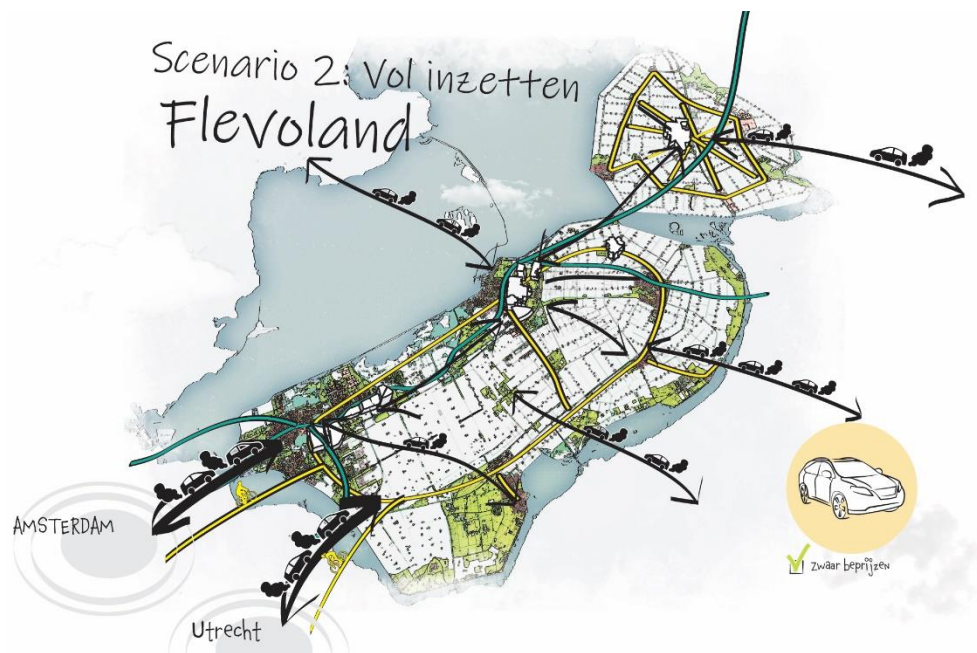 Scenario 2: Vol inzetten
Flevoland
AMSTERDAM
Utrecht
zwaar beprijzen